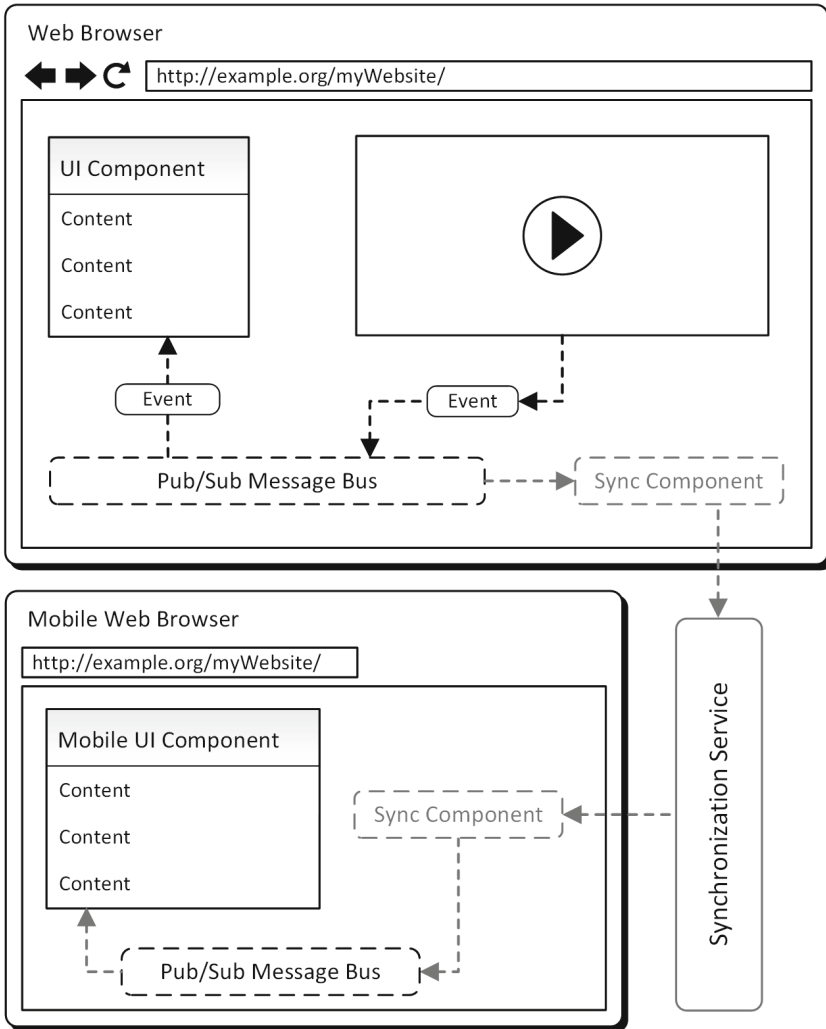 Web Browser
http://example.org/myWebsite/
UI Component
Content
Content
Content
Event
Event
Pub/Sub Message Bus
Sync Component
Mobile Web Browser
http://example.org/myWebsite/
Mobile UI Component
Content
Content
Content
Sync Component
Pub/Sub Message Bus
Synchronization Service